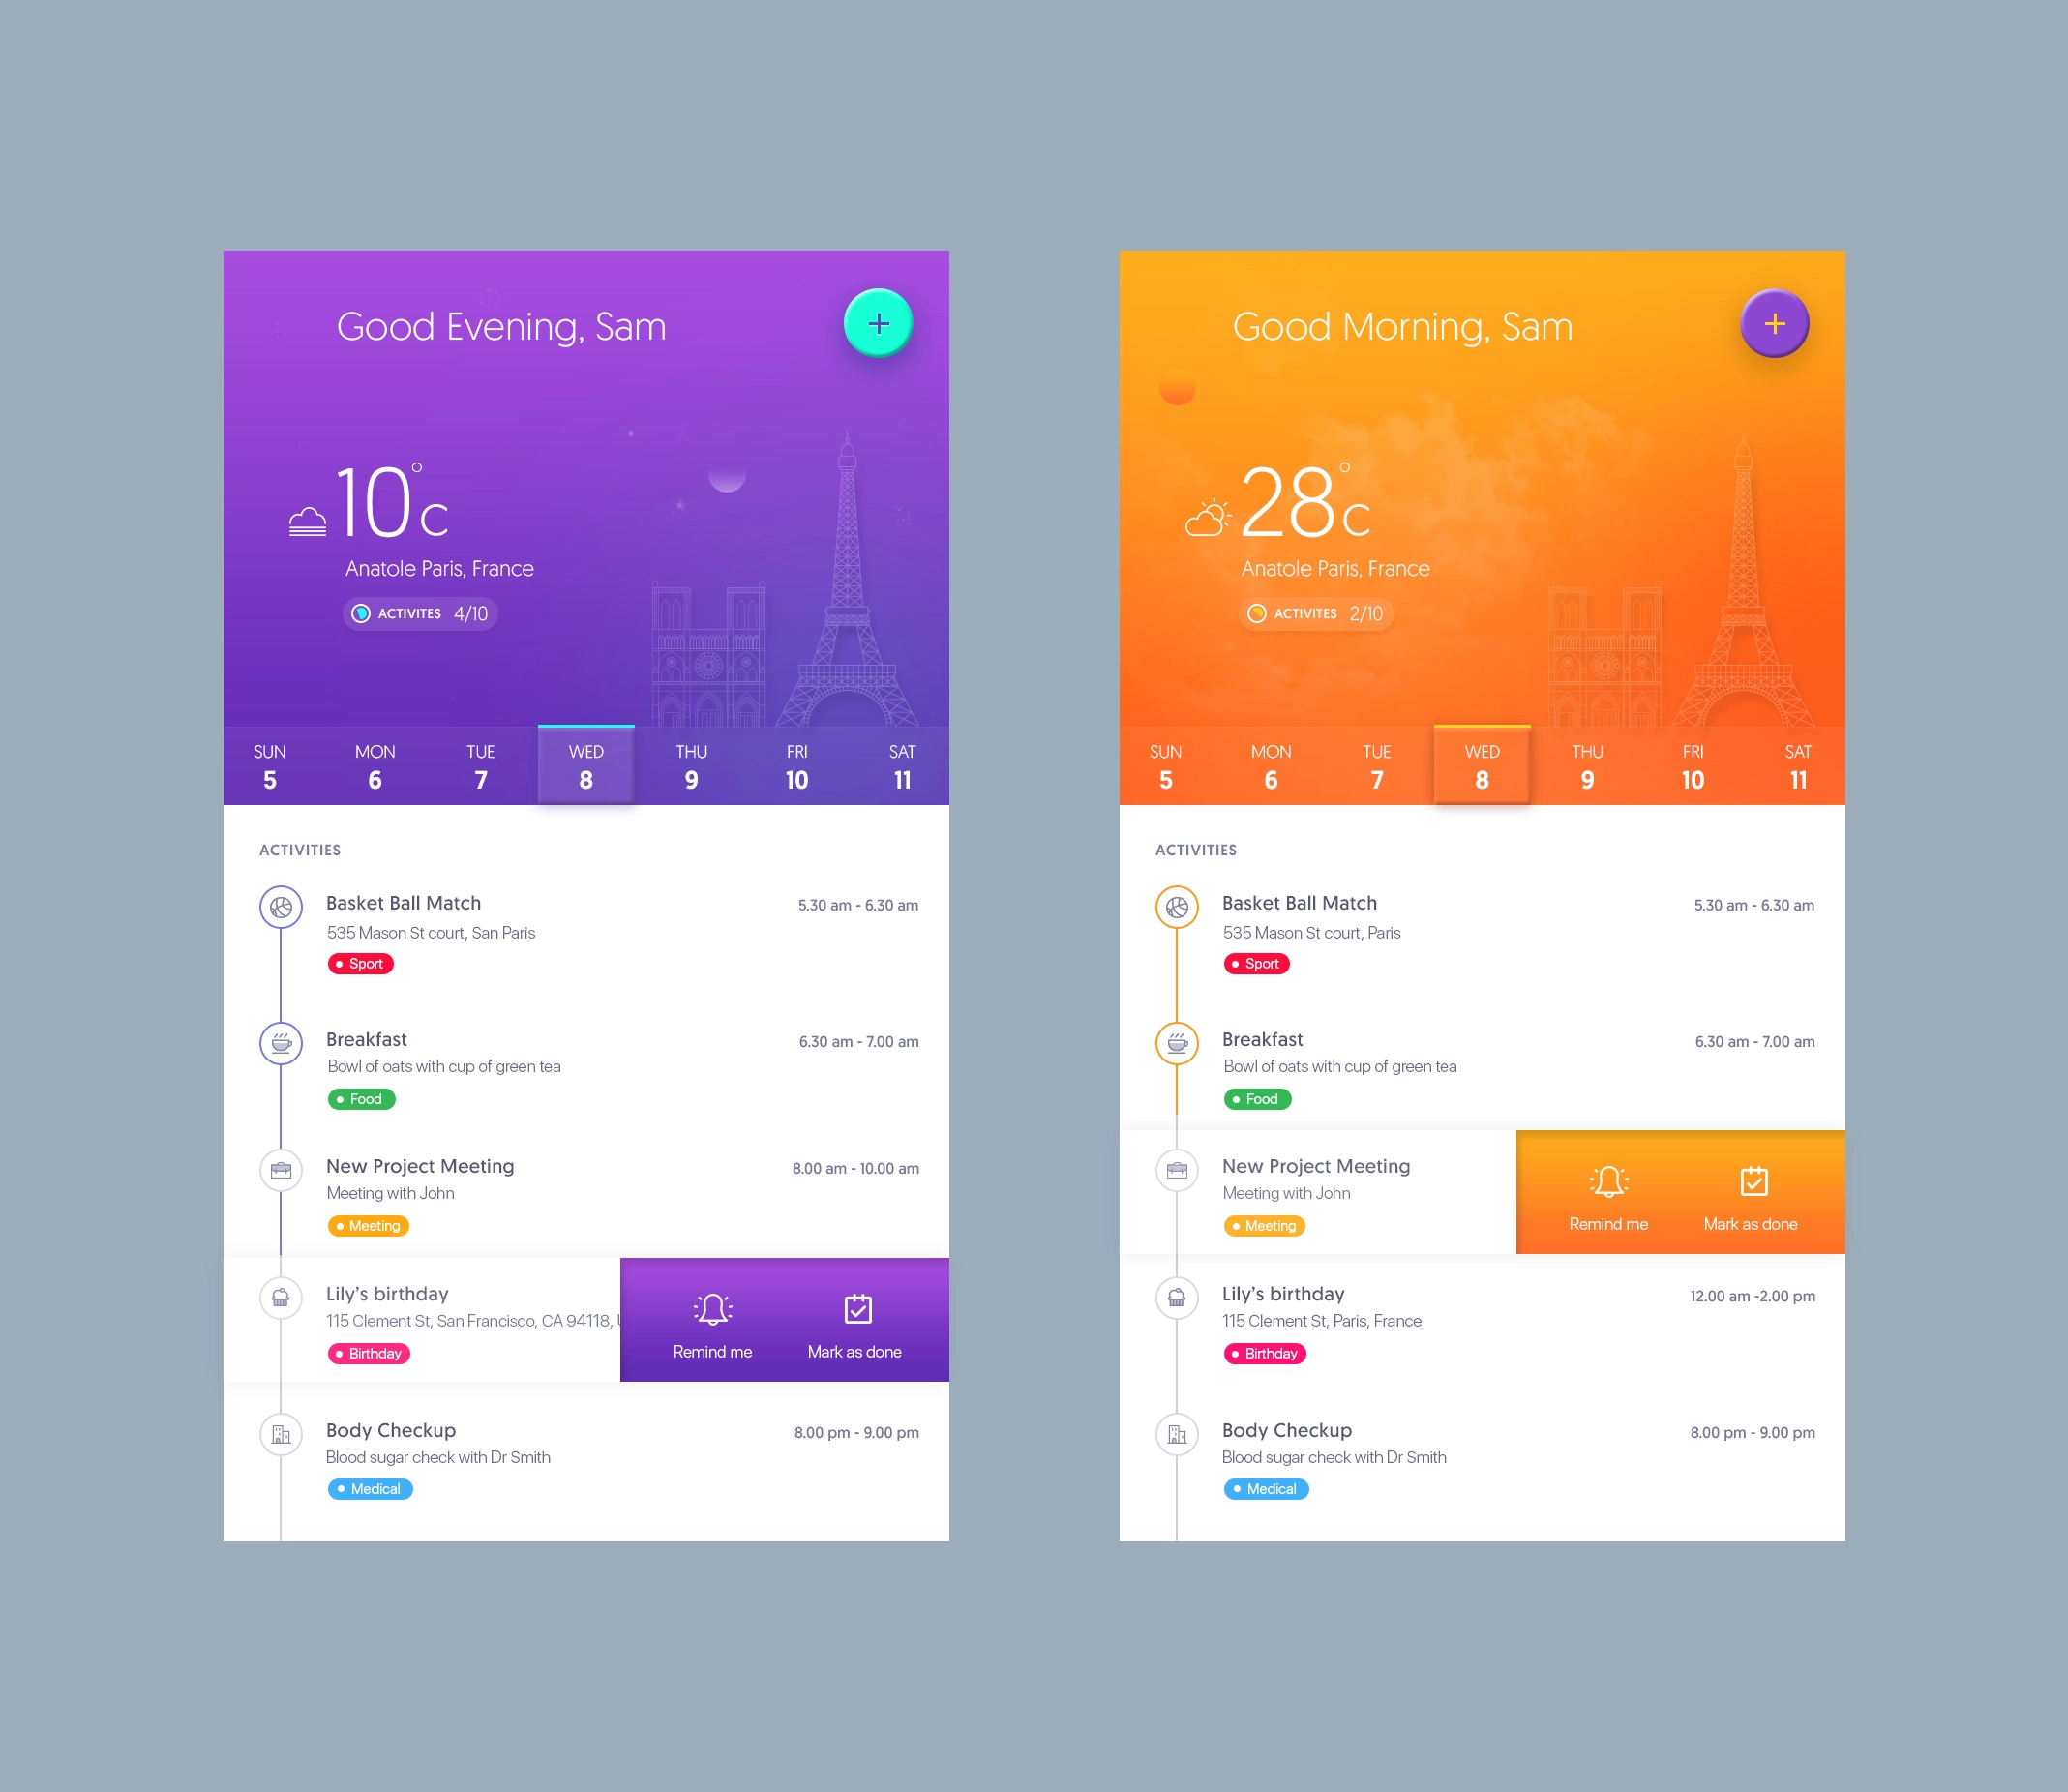 Good Evening, Sam
+
10°C
Anatole Paris, France
ACTIVITES 4/10
SUN MON TUE WED THU FRI SAT
5 6 7 8 9 10 11
ACTIVITIES
Basket Ball Match 5.30 am - 6.30 am
535 Mason St court, San Paris
Sport
Breakfast 6.30 am - 7.00 am
Bowl of oats with cup of green tea
Food
New Project Meeting 8.00 am - 10.00 am
Meeting with John
Meeting
Lily's birthday
115 Clement St, San Francisco, CA 94118,
Birthday
Remind me Mark as done
Body Checkup 8.00 pm - 9.00 pm
Blood sugar check with Dr Smith
Medical
Good Morning, Sam
+
28°C
Anatole Paris, France
ACTIVITES 2/10
SUN MON TUE WED THU FRI SAT
5 6 7 8 9 10 11
ACTIVITIES
Basket Ball Match 5.30 am - 6.30 am
535 Mason St court, Paris
Sport
Breakfast 6.30 am - 7.00 am
Bowl of oats with cup of green tea
Food
New Project Meeting
Meeting with John
Meeting
Remind me Mark as done
Lily's birthday 12.00 am -2.00 pm
115 Clement St, Paris, France
Birthday
Body Checkup 8.00 pm - 9.00 pm
Blood sugar check with Dr Smith
Medical